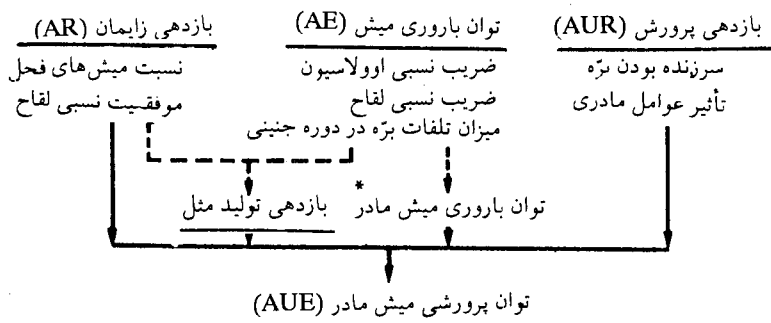 بازدهی پرورش (AUR)
سرزنده بودن برّه
تأثیر عوامل مادری
توان باروری میش (AE)
ضریب نسبی اوولاسیون
ضریب نسبی لقاح
میزان تلفات برّه در دوره جنینی
بازدهی زایمان (AR)
نسبت میش‌های فحل
موفقیت نسبی لقاح
توان باروری میش مادر*
بازدهی تولید مثل
توان پرورشی میش مادر (AUE)